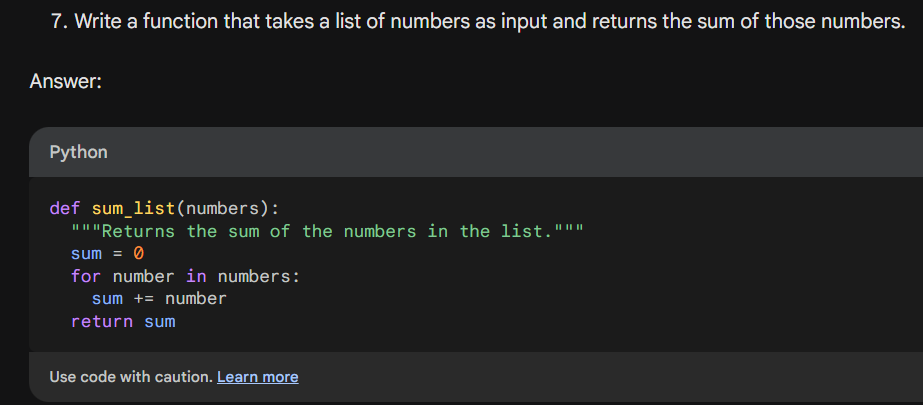 7. Write a function that takes a list of numbers as input and returns the sum of those numbers.
Answer:
Python
def sum_list(numbers):
  """Returns the sum of the numbers in the list."""
  sum = 0
  for number in numbers:
    sum += number
  return sum
Use code with caution. Learn more